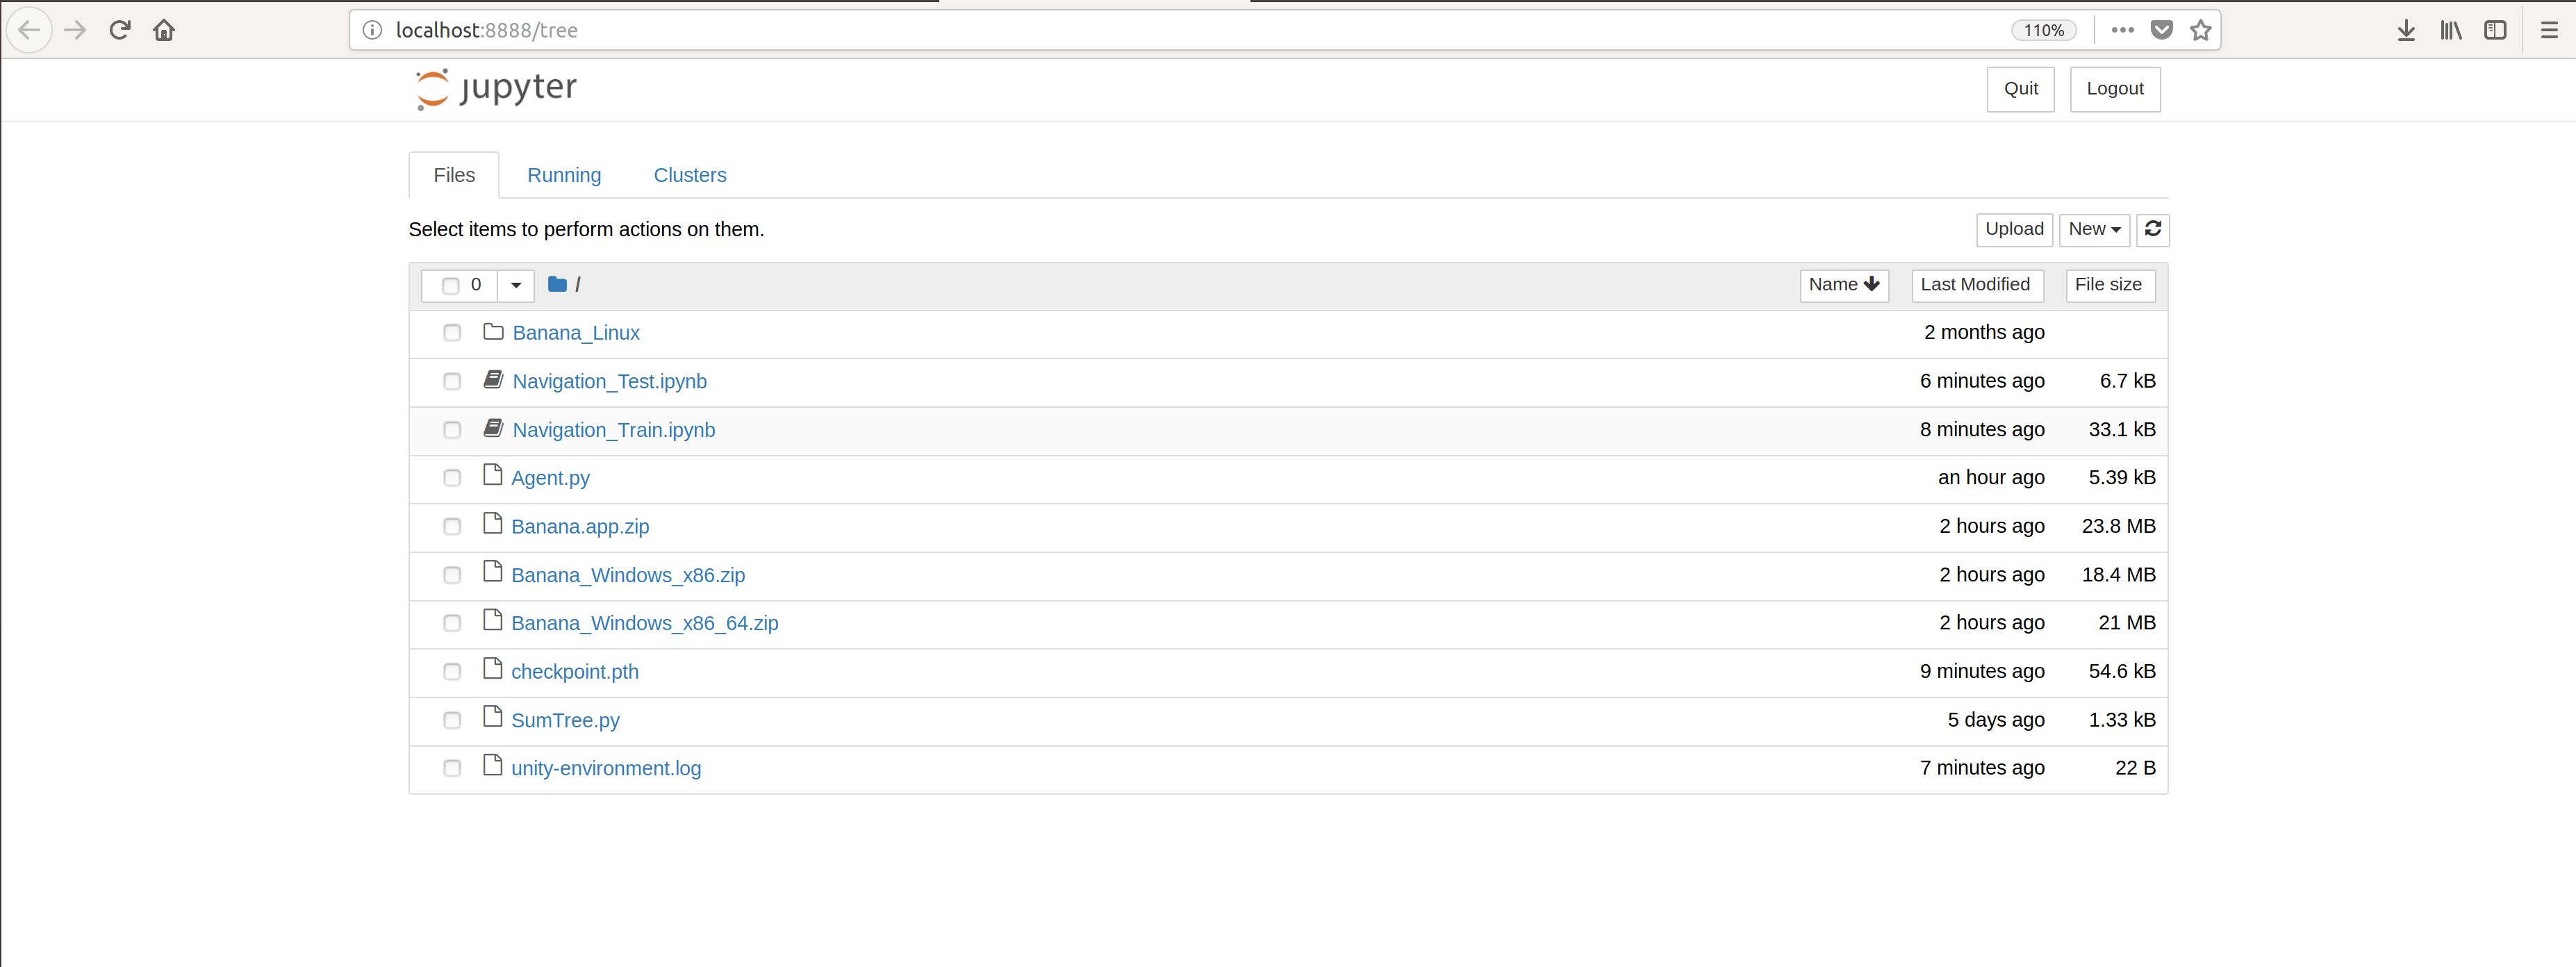 localhost:8888/tree 110%
jupyter Quit Logout
Files Running Clusters
Select items to perform actions on them. Upload New
0 / Name Last Modified File size
Banana_Linux 2 months ago
Navigation_Test.ipynb 6 minutes ago 6.7 kB
Navigation_Train.ipynb 8 minutes ago 33.1 kB
Agent.py an hour ago 5.39 kB
Banana.app.zip 2 hours ago 23.8 MB
Banana_Windows_x86.zip 2 hours ago 18.4 MB
Banana_Windows_x86_64.zip 2 hours ago 21 MB
checkpoint.pth 9 minutes ago 54.6 kB
SumTree.py 5 days ago 1.33 kB
unity-environment.log 7 minutes ago 22 B